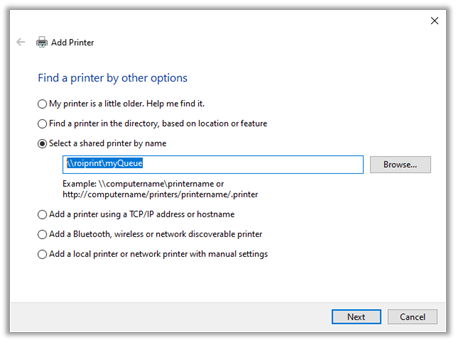 Add Printer
Find a printer by other options
My printer is a little older. Help me find it.
Find a printer in the directory, based on location or feature
Select a shared printer by name
\\roiprint\myQueue
Browse...
Example: \\computername\printername or
http://computername/printers/printername/.printer
Add a printer using a TCP/IP address or hostname
Add a Bluetooth, wireless or network discoverable printer
Add a local printer or network printer with manual settings
Next
Cancel